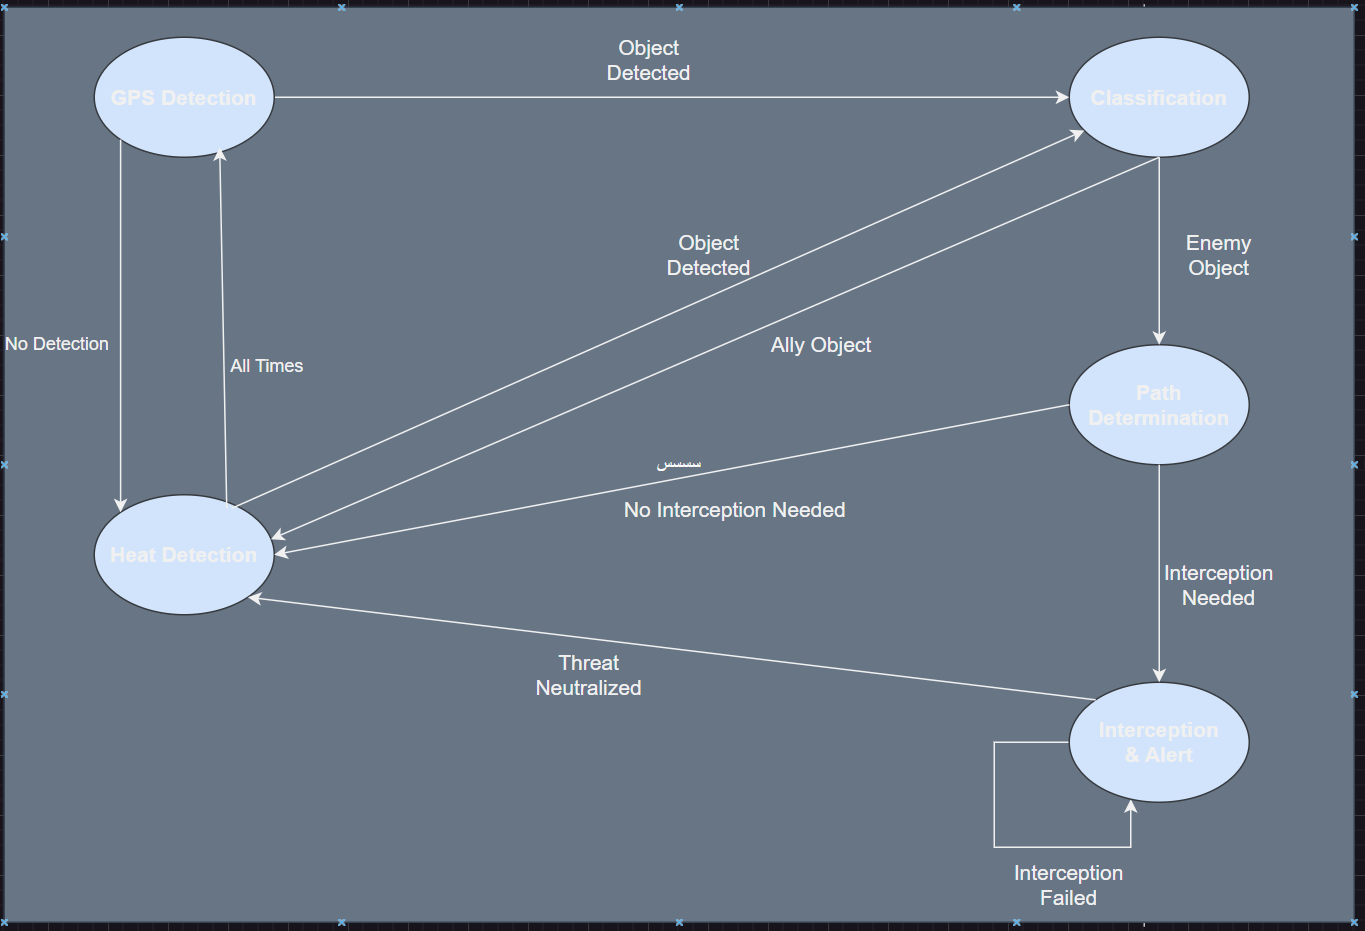 Object
Detected
GPS Detection
Classification
Object
Detected
Enemy
Object
No Detection
All Times
Ally Object
Path
Determination
سسسس
No Interception Needed
Heat Detection
Interception
Needed
Threat
Neutralized
Interception
& Alert
Interception
Failed